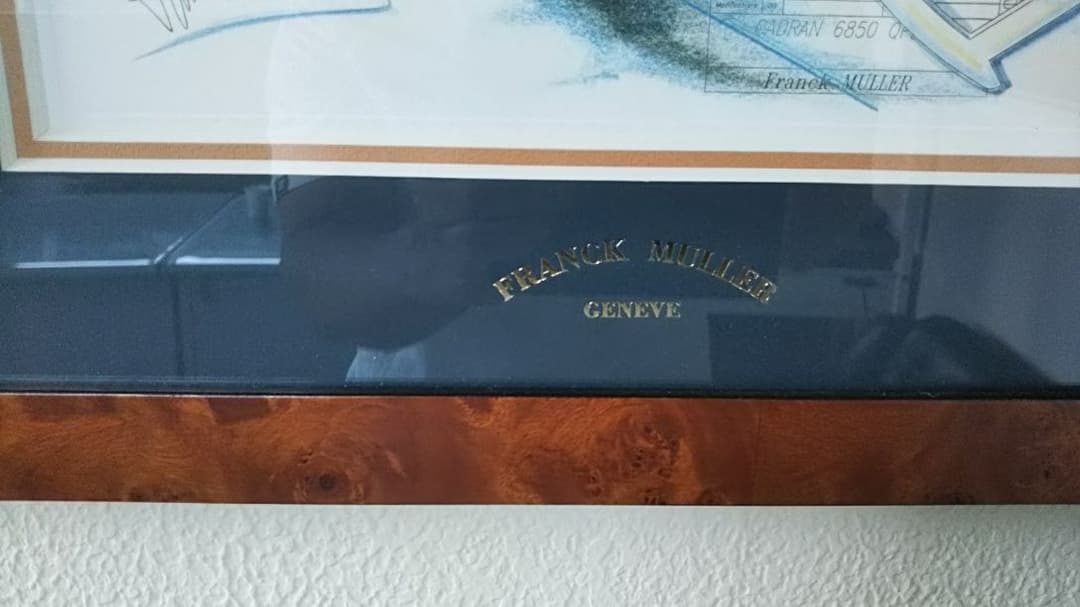 CADRAN 6850
Franck MULLER
FRANCK MULLER
GENEVE